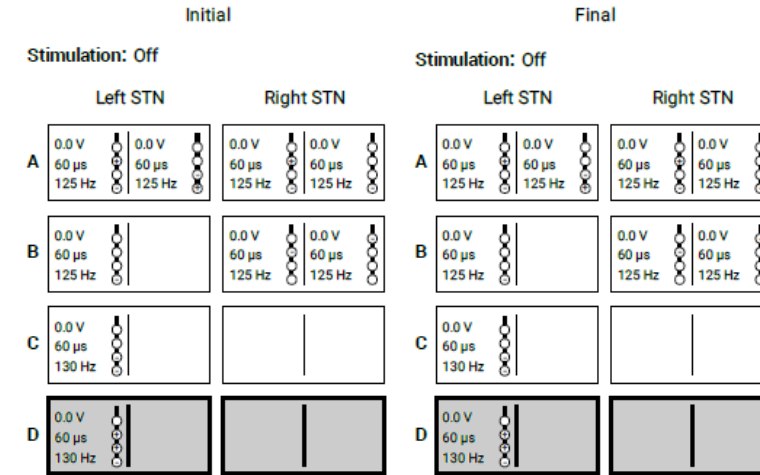 Initial Final
Stimulation: Off Stimulation: Off
Left STN Right STN Left STN Right STN
A 0.0 V 0.0 V 0.0 V 0.0 V A 0.0 V 0.0 V 0.0 V 0.0 V
60 µs 60 µs 60 µs 60 µs 60 µs 60 µs 60 µs 60 µs
125 Hz 125 Hz 125 Hz 125 Hz 125 Hz 125 Hz 125 Hz 125 Hz
B 0.0 V 0.0 V 0.0 V B 0.0 V 0.0 V 0.0 V
60 µs 60 µs 60 µs 60 µs 60 µs 60 µs
125 Hz 125 Hz 125 Hz 125 Hz 125 Hz 125 Hz
C 0.0 V C 0.0 V
60 µs 60 µs
130 Hz 130 Hz
D 0.0 V D 0.0 V
60 µs 60 µs
130 Hz 130 Hz